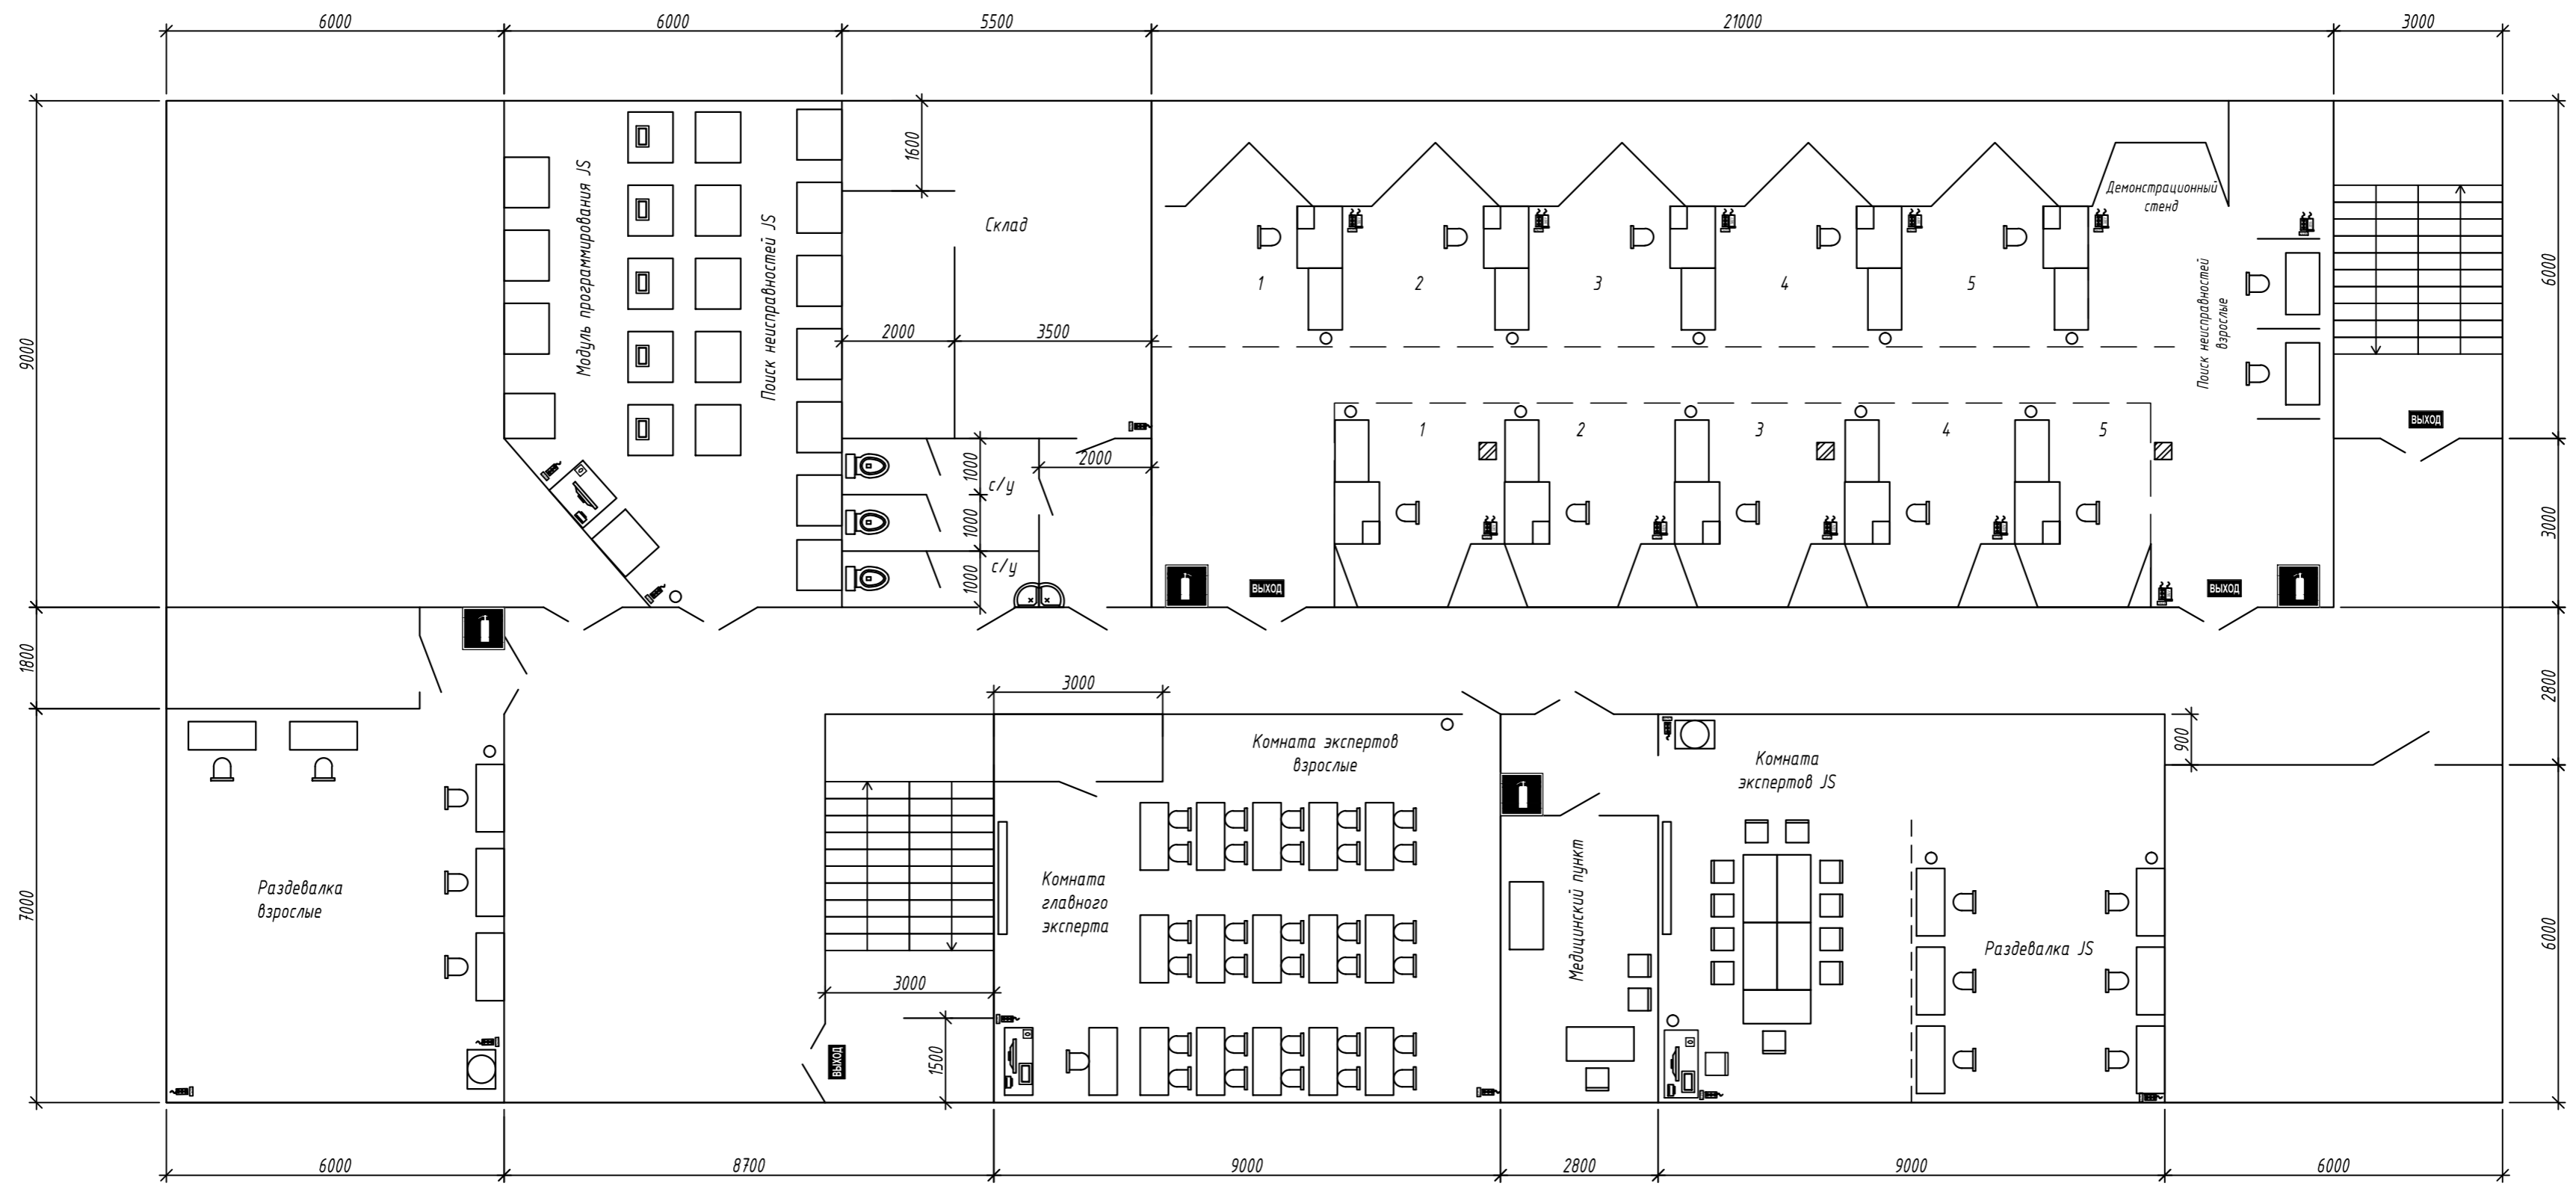 6000
6000
5500
21000
3000
9000
1800
7000
6000
3000
2800
6000
Модуль программирования JS
Поиск неисправностей JS
1600
Склад
2000
3500
1000
1000
1000
2000
с/у
с/у
1
2
3
4
5
Демонстрационный
стенд
Поиск неисправностей
взрослые
1
2
3
4
5
ВЫХОД
ВЫХОД
ВЫХОД
Раздевалка
взрослые
3000
1500
ВЫХОД
3000
Комната экспертов
взрослые
Комната
главного
эксперта
Медицинский пункт
Комната
экспертов JS
Раздевалка JS
900
6000
8700
9000
2800
9000
6000